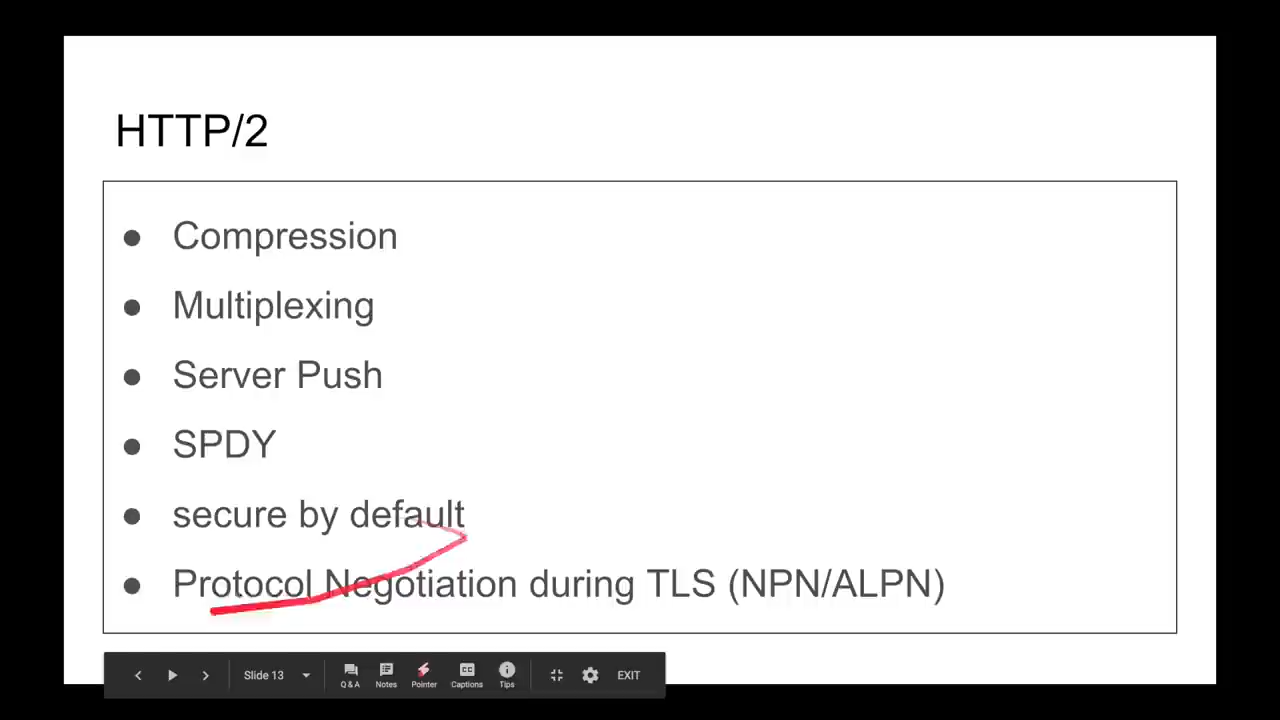 HTTP/2
● Compression
● Multiplexing
● Server Push
● SPDY
● secure by default
● Protocol Negotiation during TLS (NPN/ALPN)
Slide 13
Q & A Notes Pointer CC Captions Tips EXIT